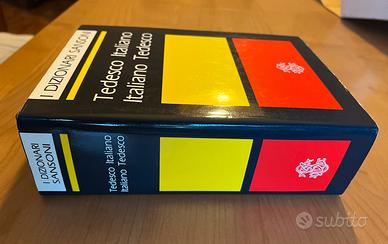 I DIZIONARI SANSONI
Tedesco Italiano
Italiano Tedesco
I DIZIONARI
SANSONI
Tedesco Italiano
Italiano Tedesco
subito